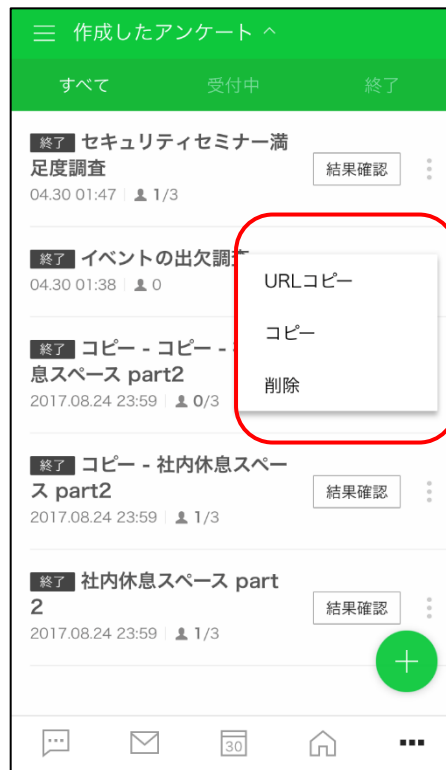 作成したアンケート
すべて 受付中 終了
終了 セキュリティセミナー満
足度調査
結果確認
04.30 01:47 1/3
終了 イベントの出欠調
04.30 01:38 0
URLコピー
コピー
削除
終了 コピー - コピー -
息スペース part2
2017.08.24 23:59 0/3
終了 コピー - 社内休息スペー
ス part2
結果確認
2017.08.24 23:59 1/3
終了 社内休息スペース part
2
結果確認
2017.08.24 23:59 1/3
30